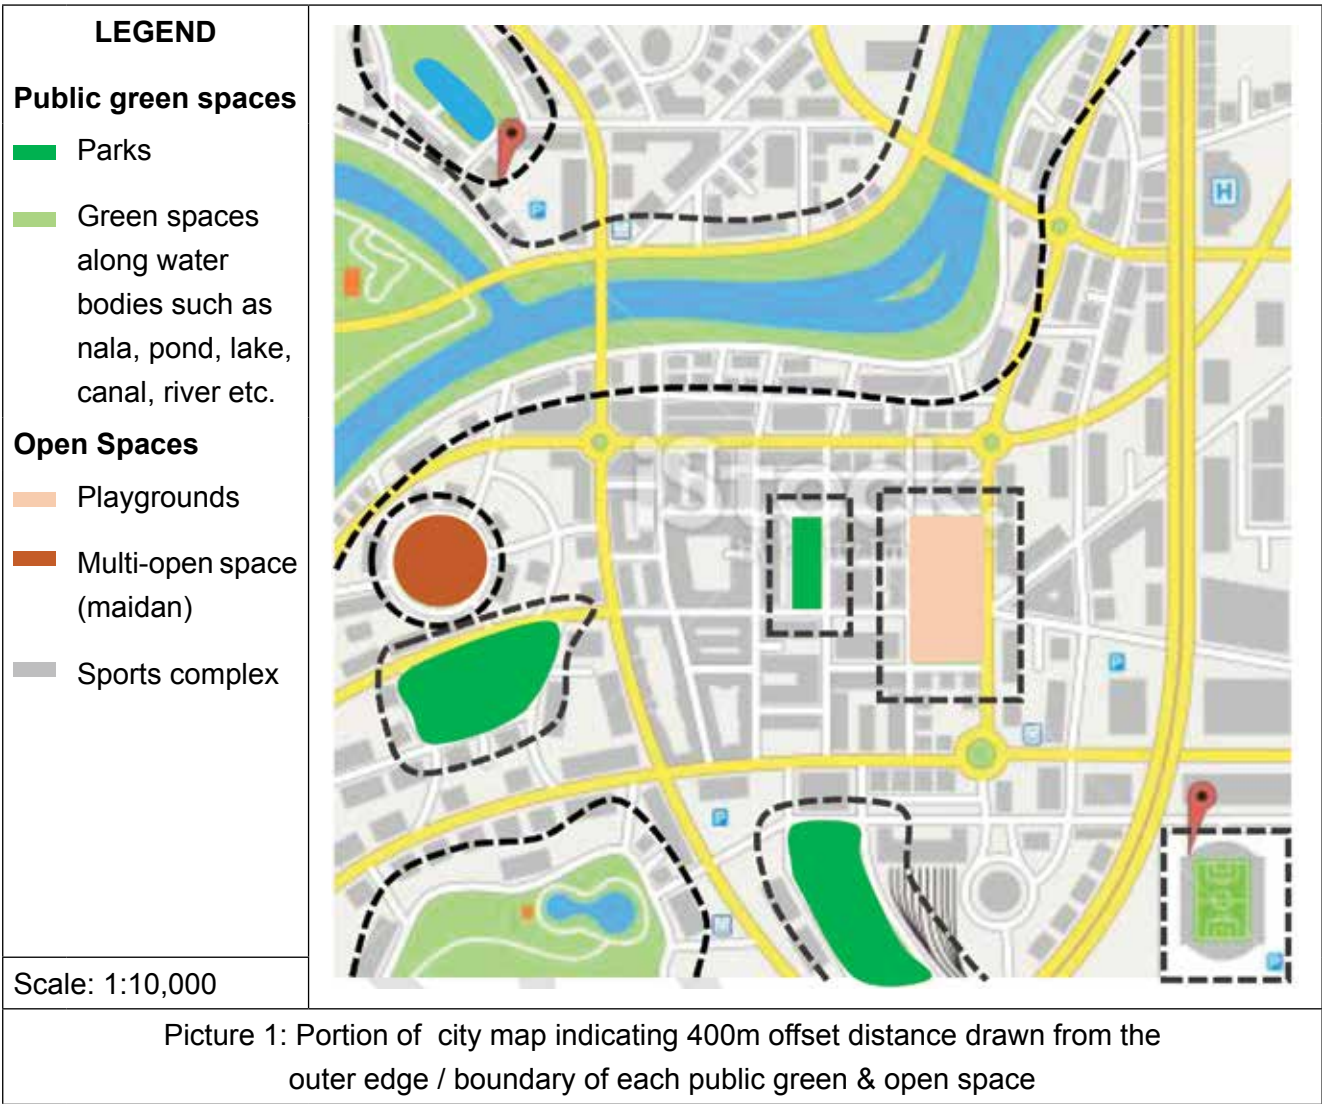 LEGEND
Public green spaces
Parks
Green spaces
along water
bodies such as
nala, pond, lake,
canal, river etc.
Open Spaces
Playgrounds
Multi-open space
(maidan)
Sports complex
Scale: 1:10,000
P
H
iStock
P
P
P
Picture 1: Portion of city map indicating 400m offset distance drawn from the
outer edge / boundary of each public green & open space